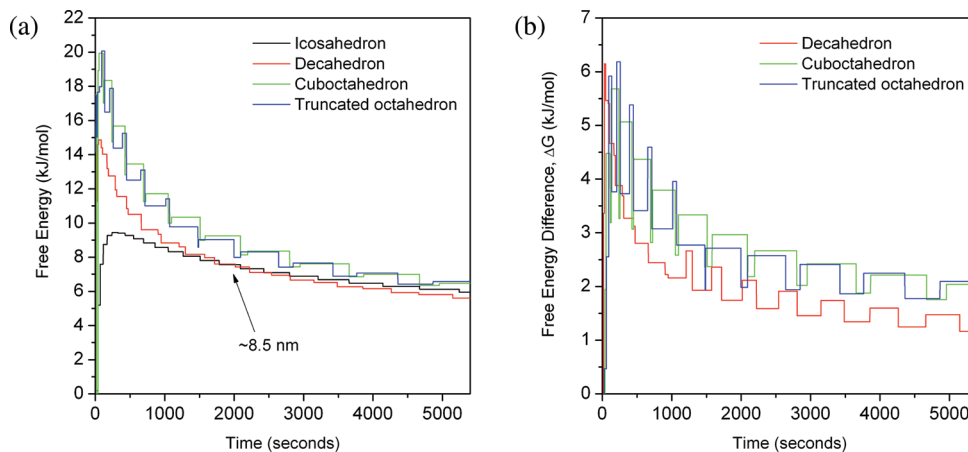 (a)
Free Energy (kJ/mol)
22
20
18
16
14
12
10
8
6
4
2
0
Icosahedron
Decahedron
Cuboctahedron
Truncated octahedron
~8.5 nm
0 1000 2000 3000 4000 5000
Time (seconds)
(b)
Free Energy Difference, ΔG (kJ/mol)
7
6
5
4
3
2
1
0
Decahedron
Cuboctahedron
Truncated octahedron
0 1000 2000 3000 4000 5000
Time (seconds)